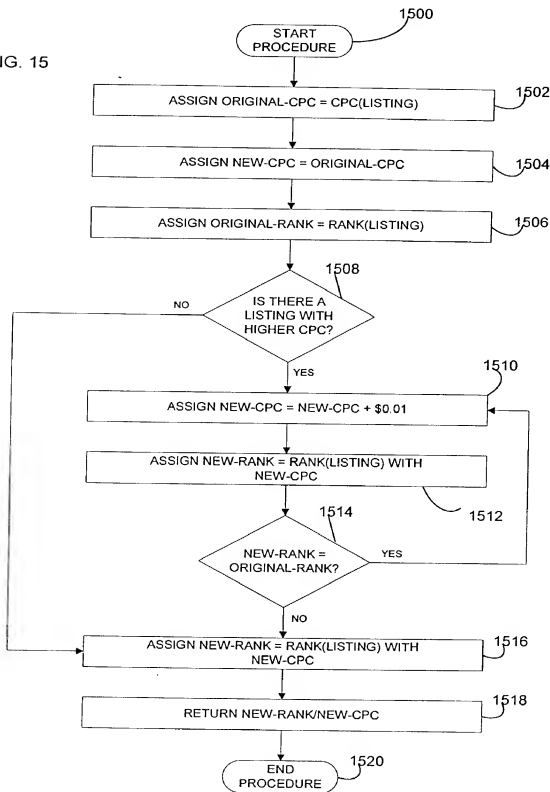 1500
START
PROCEDURE
NG. 15
1502
ASSIGN ORIGINAL-CPC = CPC(LISTING)
1504
ASSIGN NEW-CPC = ORIGINAL-CPC
1506
ASSIGN ORIGINAL-RANK = RANK(LISTING)
1508
NO
IS THERE A
LISTING WITH
HIGHER CPC?
YES
1510
ASSIGN NEW-CPC = NEW-CPC + $0.01
ASSIGN NEW-RANK = RANK(LISTING) WITH
NEW-CPC
1512
1514
NEW-RANK =
ORIGINAL-RANK?
YES
NO
ASSIGN NEW-RANK = RANK(LISTING) WITH
NEW-CPC
1516
RETURN NEW-RANK/NEW-CPC
1518
END
PROCEDURE
1520